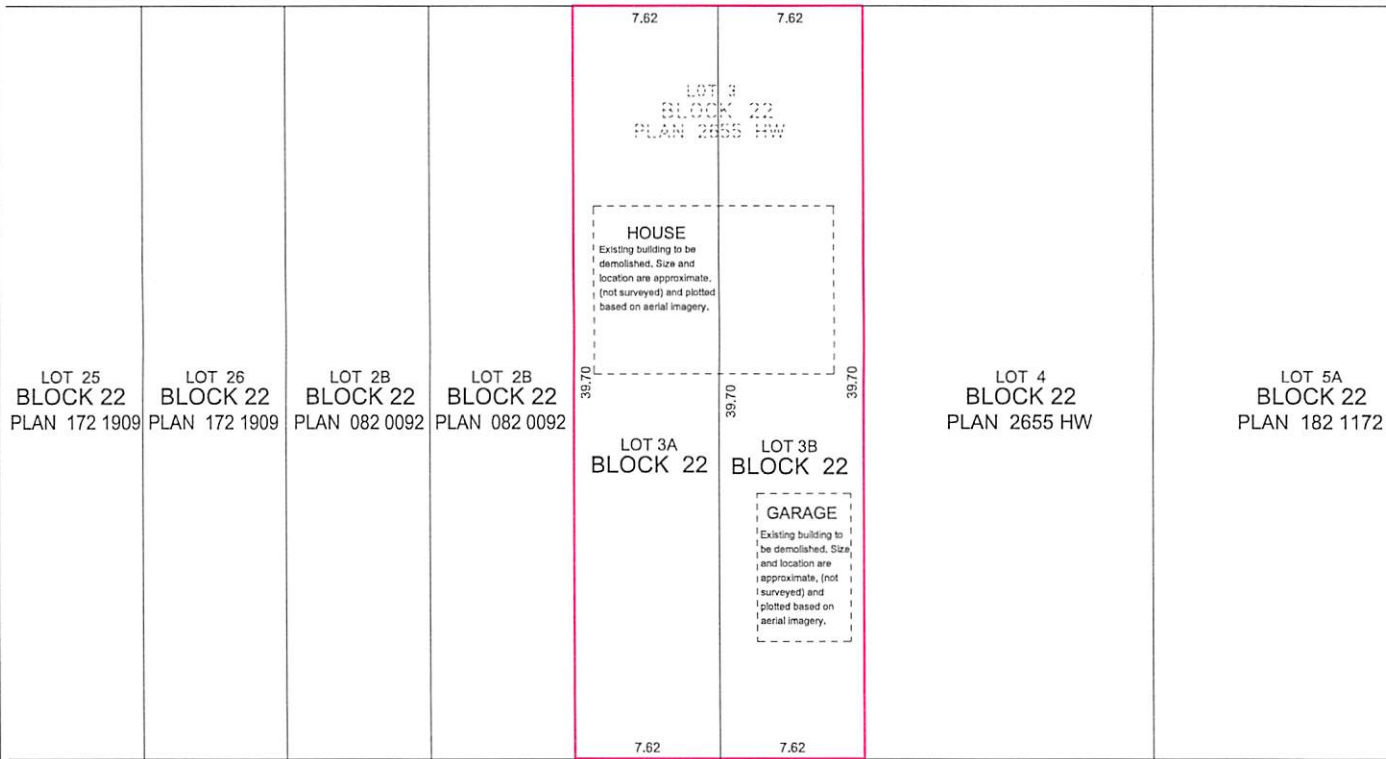 7.62
7.62
LOT 3
BLOCK 22
PLAN 2655 HW
HOUSE
Existing building to be
demolished. Size and
location are approximate,
(not surveyed) and plotted
based on aerial imagery.
LOT 25
BLOCK 22
PLAN 172 1909
LOT 26
BLOCK 22
PLAN 172 1909
LOT 2B
BLOCK 22
PLAN 082 0092
LOT 2B
BLOCK 22
PLAN 082 0092
39.70
39.70
39.70
LOT 3A
BLOCK 22
LOT 3B
BLOCK 22
GARAGE
Existing building to
be demolished. Size
and location are
approximate, (not
surveyed) and
plotted based on
aerial imagery.
LOT 4
BLOCK 22
PLAN 2655 HW
LOT 5A
BLOCK 22
PLAN 182 1172
7.62
7.62